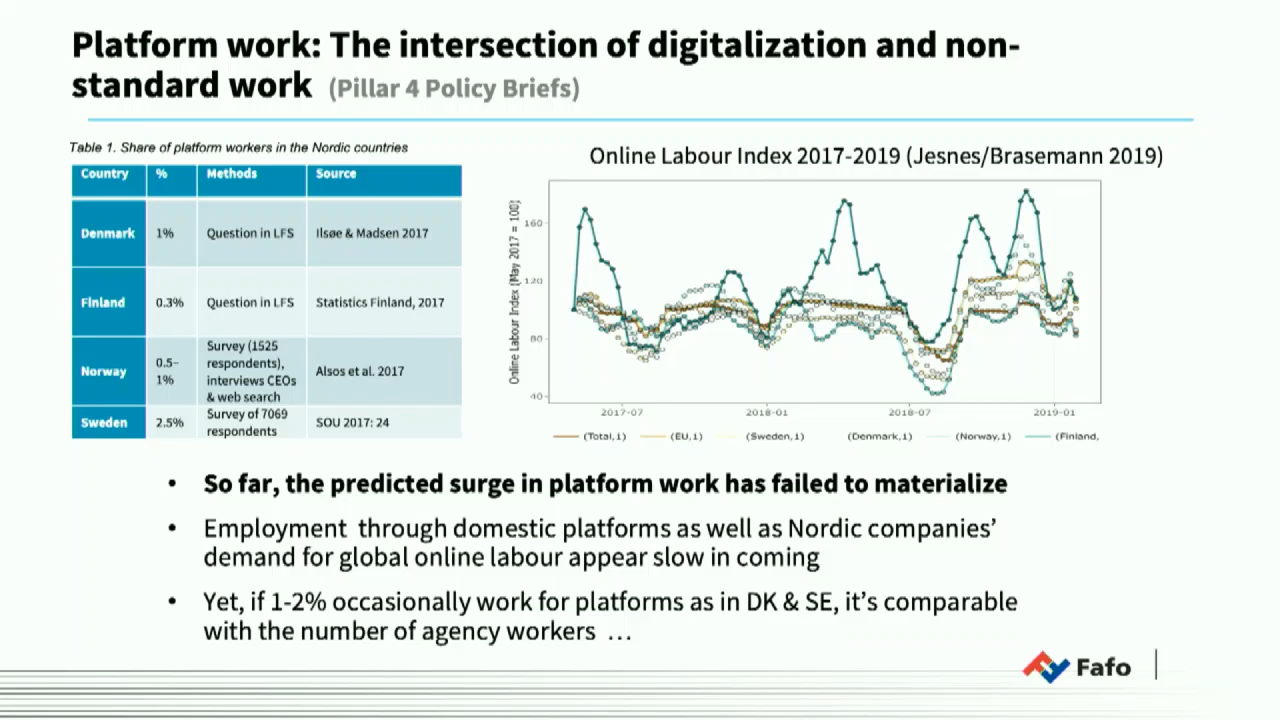 Platform work: The intersection of digitalization and non-
standard work (Pillar 4 Policy Briefs)
Table 1. Share of platform workers in the Nordic countries
Country % Methods Source
Denmark 1% Question in LFS Ilsøe & Madsen 2017
Finland 0.3% Question in LFS Statistics Finland, 2017
Norway 0.5–
1% Survey (1525
respondents),
interviews CEOs
& web search Alsos et al. 2017
Sweden 2.5% Survey of 7069
respondents SOU 2017: 24
Online Labour Index 2017-2019 (Jesnes/Brasemann 2019)
Online Labour Index (May 2017 = 100)
160
120
80
40
2017-07 2018-01 2018-07 2019-01
(Total,1) (EU,1) (Sweden,1) (Denmark,1) (Norway,1) (Finland,
• So far, the predicted surge in platform work has failed to materialize
• Employment through domestic platforms as well as Nordic companies’
demand for global online labour appear slow in coming
• Yet, if 1-2% occasionally work for platforms as in DK & SE, it’s comparable
with the number of agency workers …
Fafo